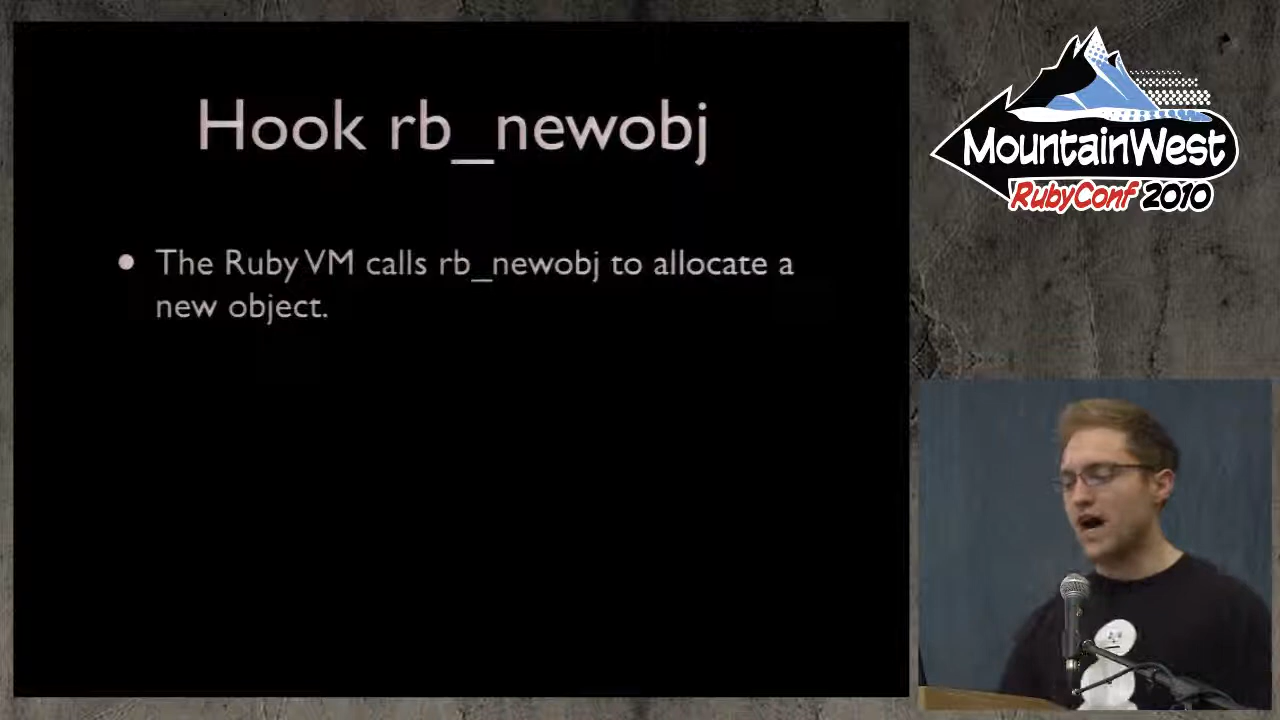 Hook rb_newobj
• The Ruby VM calls rb_newobj to allocate a
new object.
MountainWest
RubyConf 2010